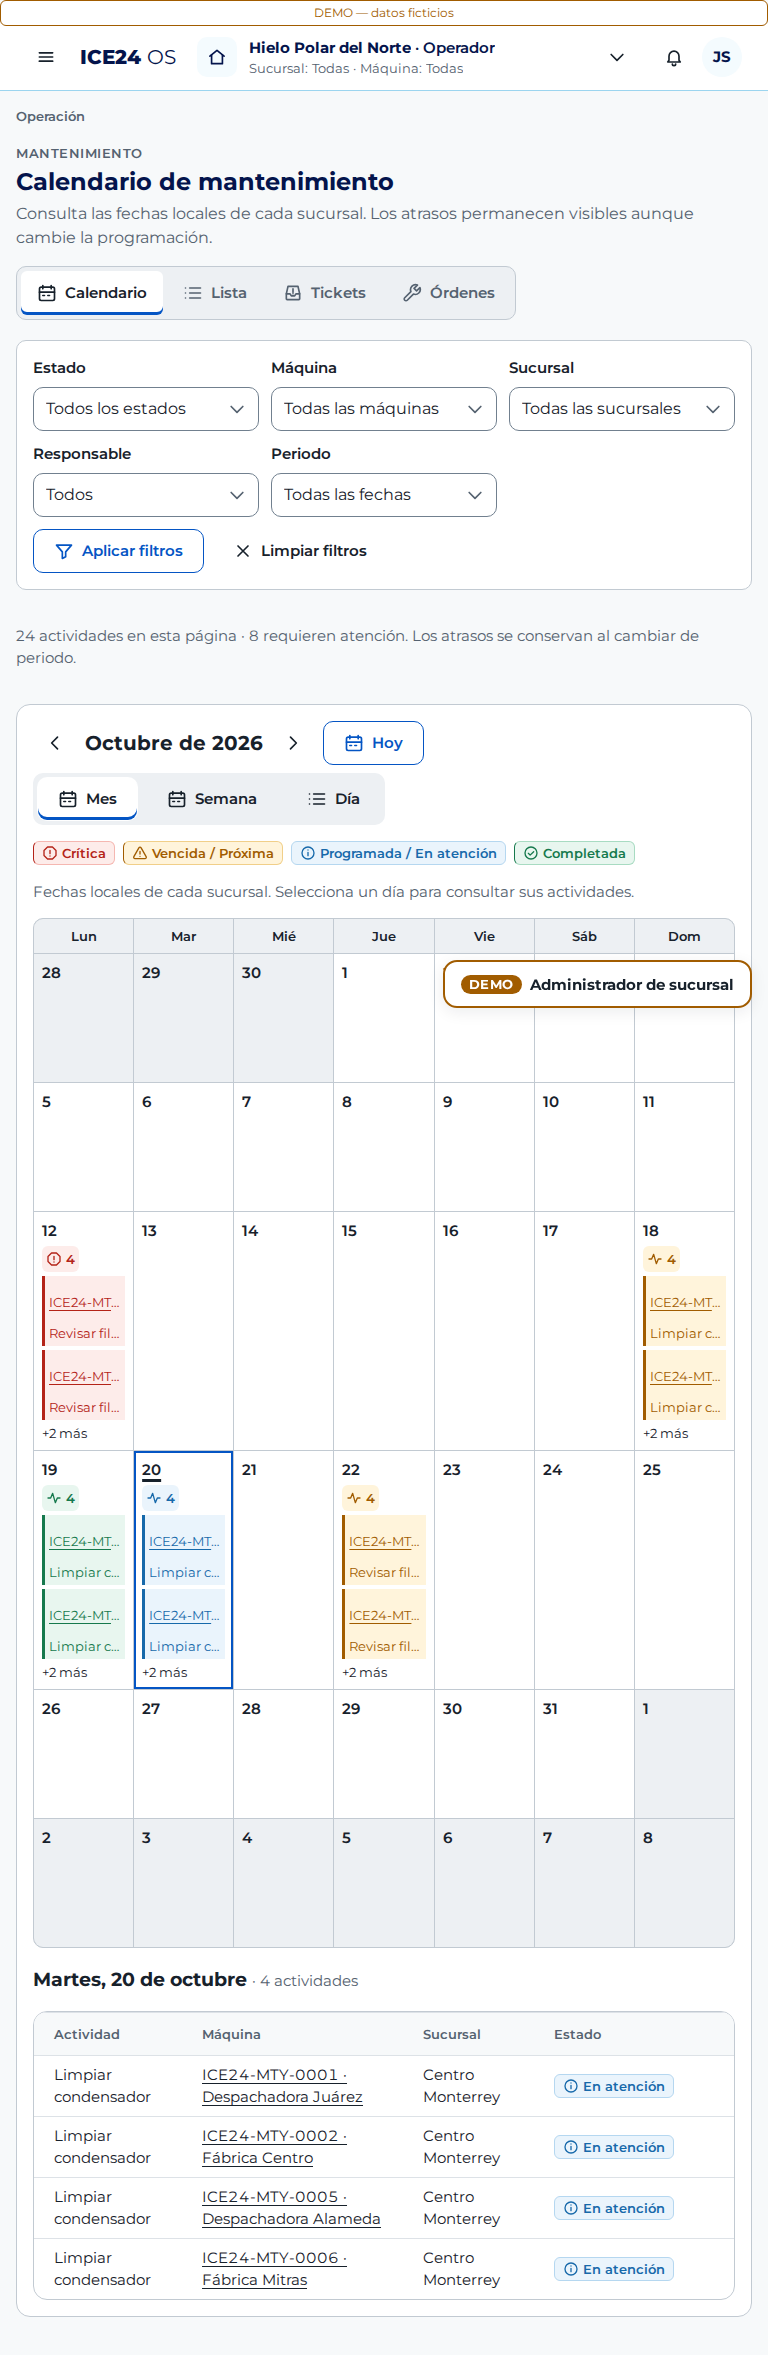 DEMO — datos ficticios
ICE24 OS
Hielo Polar del Norte · Operador
Sucursal: Todas · Máquina: Todas
JS
Operación
MANTENIMIENTO
Calendario de mantenimiento
Consulta las fechas locales de cada sucursal. Los atrasos permanecen visibles aunque
cambie la programación.
Calendario Lista Tickets Órdenes
Estado Máquina Sucursal
Todos los estados Todas las máquinas Todas las sucursales
Responsable Periodo
Todos Todas las fechas
Aplicar filtros Limpiar filtros
24 actividades en esta página · 8 requieren atención. Los atrasos se conservan al cambiar de
periodo.
Octubre de 2026 Hoy
Mes Semana Día
Crítica Vencida / Próxima Programada / En atención Completada
Fechas locales de cada sucursal. Selecciona un día para consultar sus actividades.
Lun Mar Mié Jue Vie Sáb Dom
28 29 30 1
DEMO Administrador de sucursal
5 6 7 8 9 10 11
12 13 14 15 16 17 18
4 4
ICE24-MT... ICE24-MT...
Revisar fil... Limpiar c...
ICE24-MT... ICE24-MT...
Revisar fil... Limpiar c...
+2 más +2 más
19 20 21 22 23 24 25
4 4 4
ICE24-MT... ICE24-MT... ICE24-MT...
Limpiar c... Limpiar c... Revisar fil...
ICE24-MT... ICE24-MT... ICE24-MT...
Limpiar c... Limpiar c... Revisar fil...
+2 más +2 más +2 más
26 27 28 29 30 31 1
2 3 4 5 6 7 8
Martes, 20 de octubre · 4 actividades
Actividad Máquina Sucursal Estado
Limpiar ICE24-MTY-0001 · Centro
condensador Despachadora Juárez Monterrey En atención
Limpiar ICE24-MTY-0002 · Centro
condensador Fábrica Centro Monterrey En atención
Limpiar ICE24-MTY-0005 · Centro
condensador Despachadora Alameda Monterrey En atención
Limpiar ICE24-MTY-0006 · Centro
condensador Fábrica Mitras Monterrey En atención